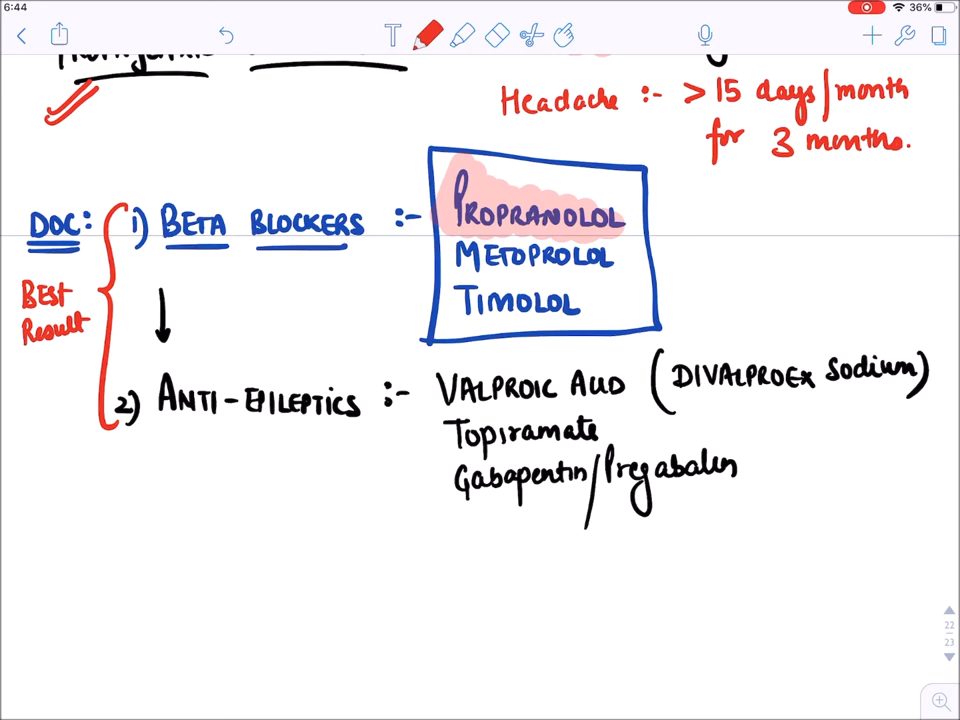 6:44
36%
T
Headache :- > 15 days/month
for 3 months.
DOC: 1) BETA BLOCKERS :- PROPRANOLOL
METOPROLOL
TIMOLOL
BEST
Result
2) ANTI-EPILEPTICS :- VALPROIC ACID (DIVALPROEX Sodium)
Topiramate
Gabapentin/Pregabalin
22
23